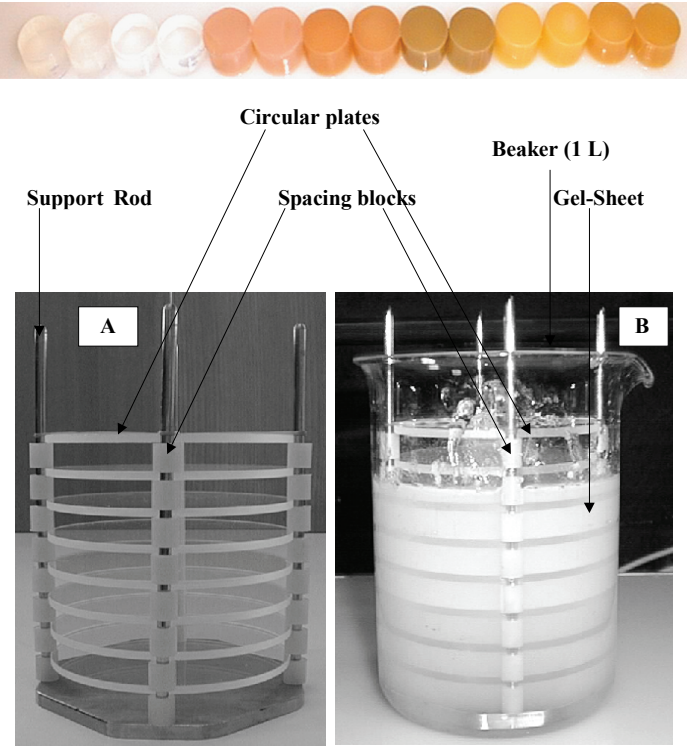 Circular plates
Beaker (1 L)
Support Rod
Spacing blocks
Gel-Sheet
A
B